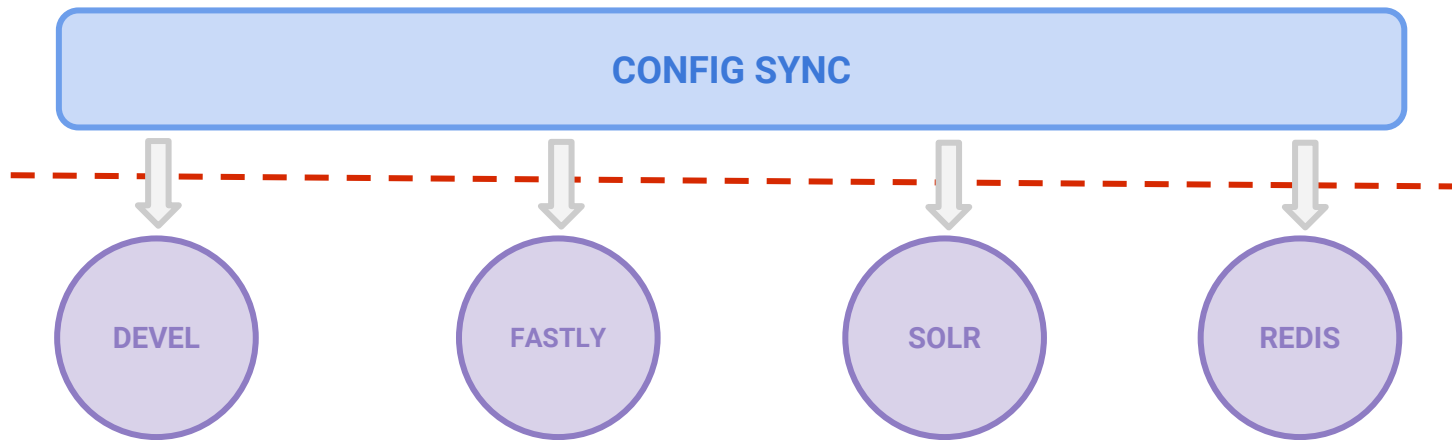 CONFIG SYNC
DEVEL
FASTLY
SOLR
REDIS